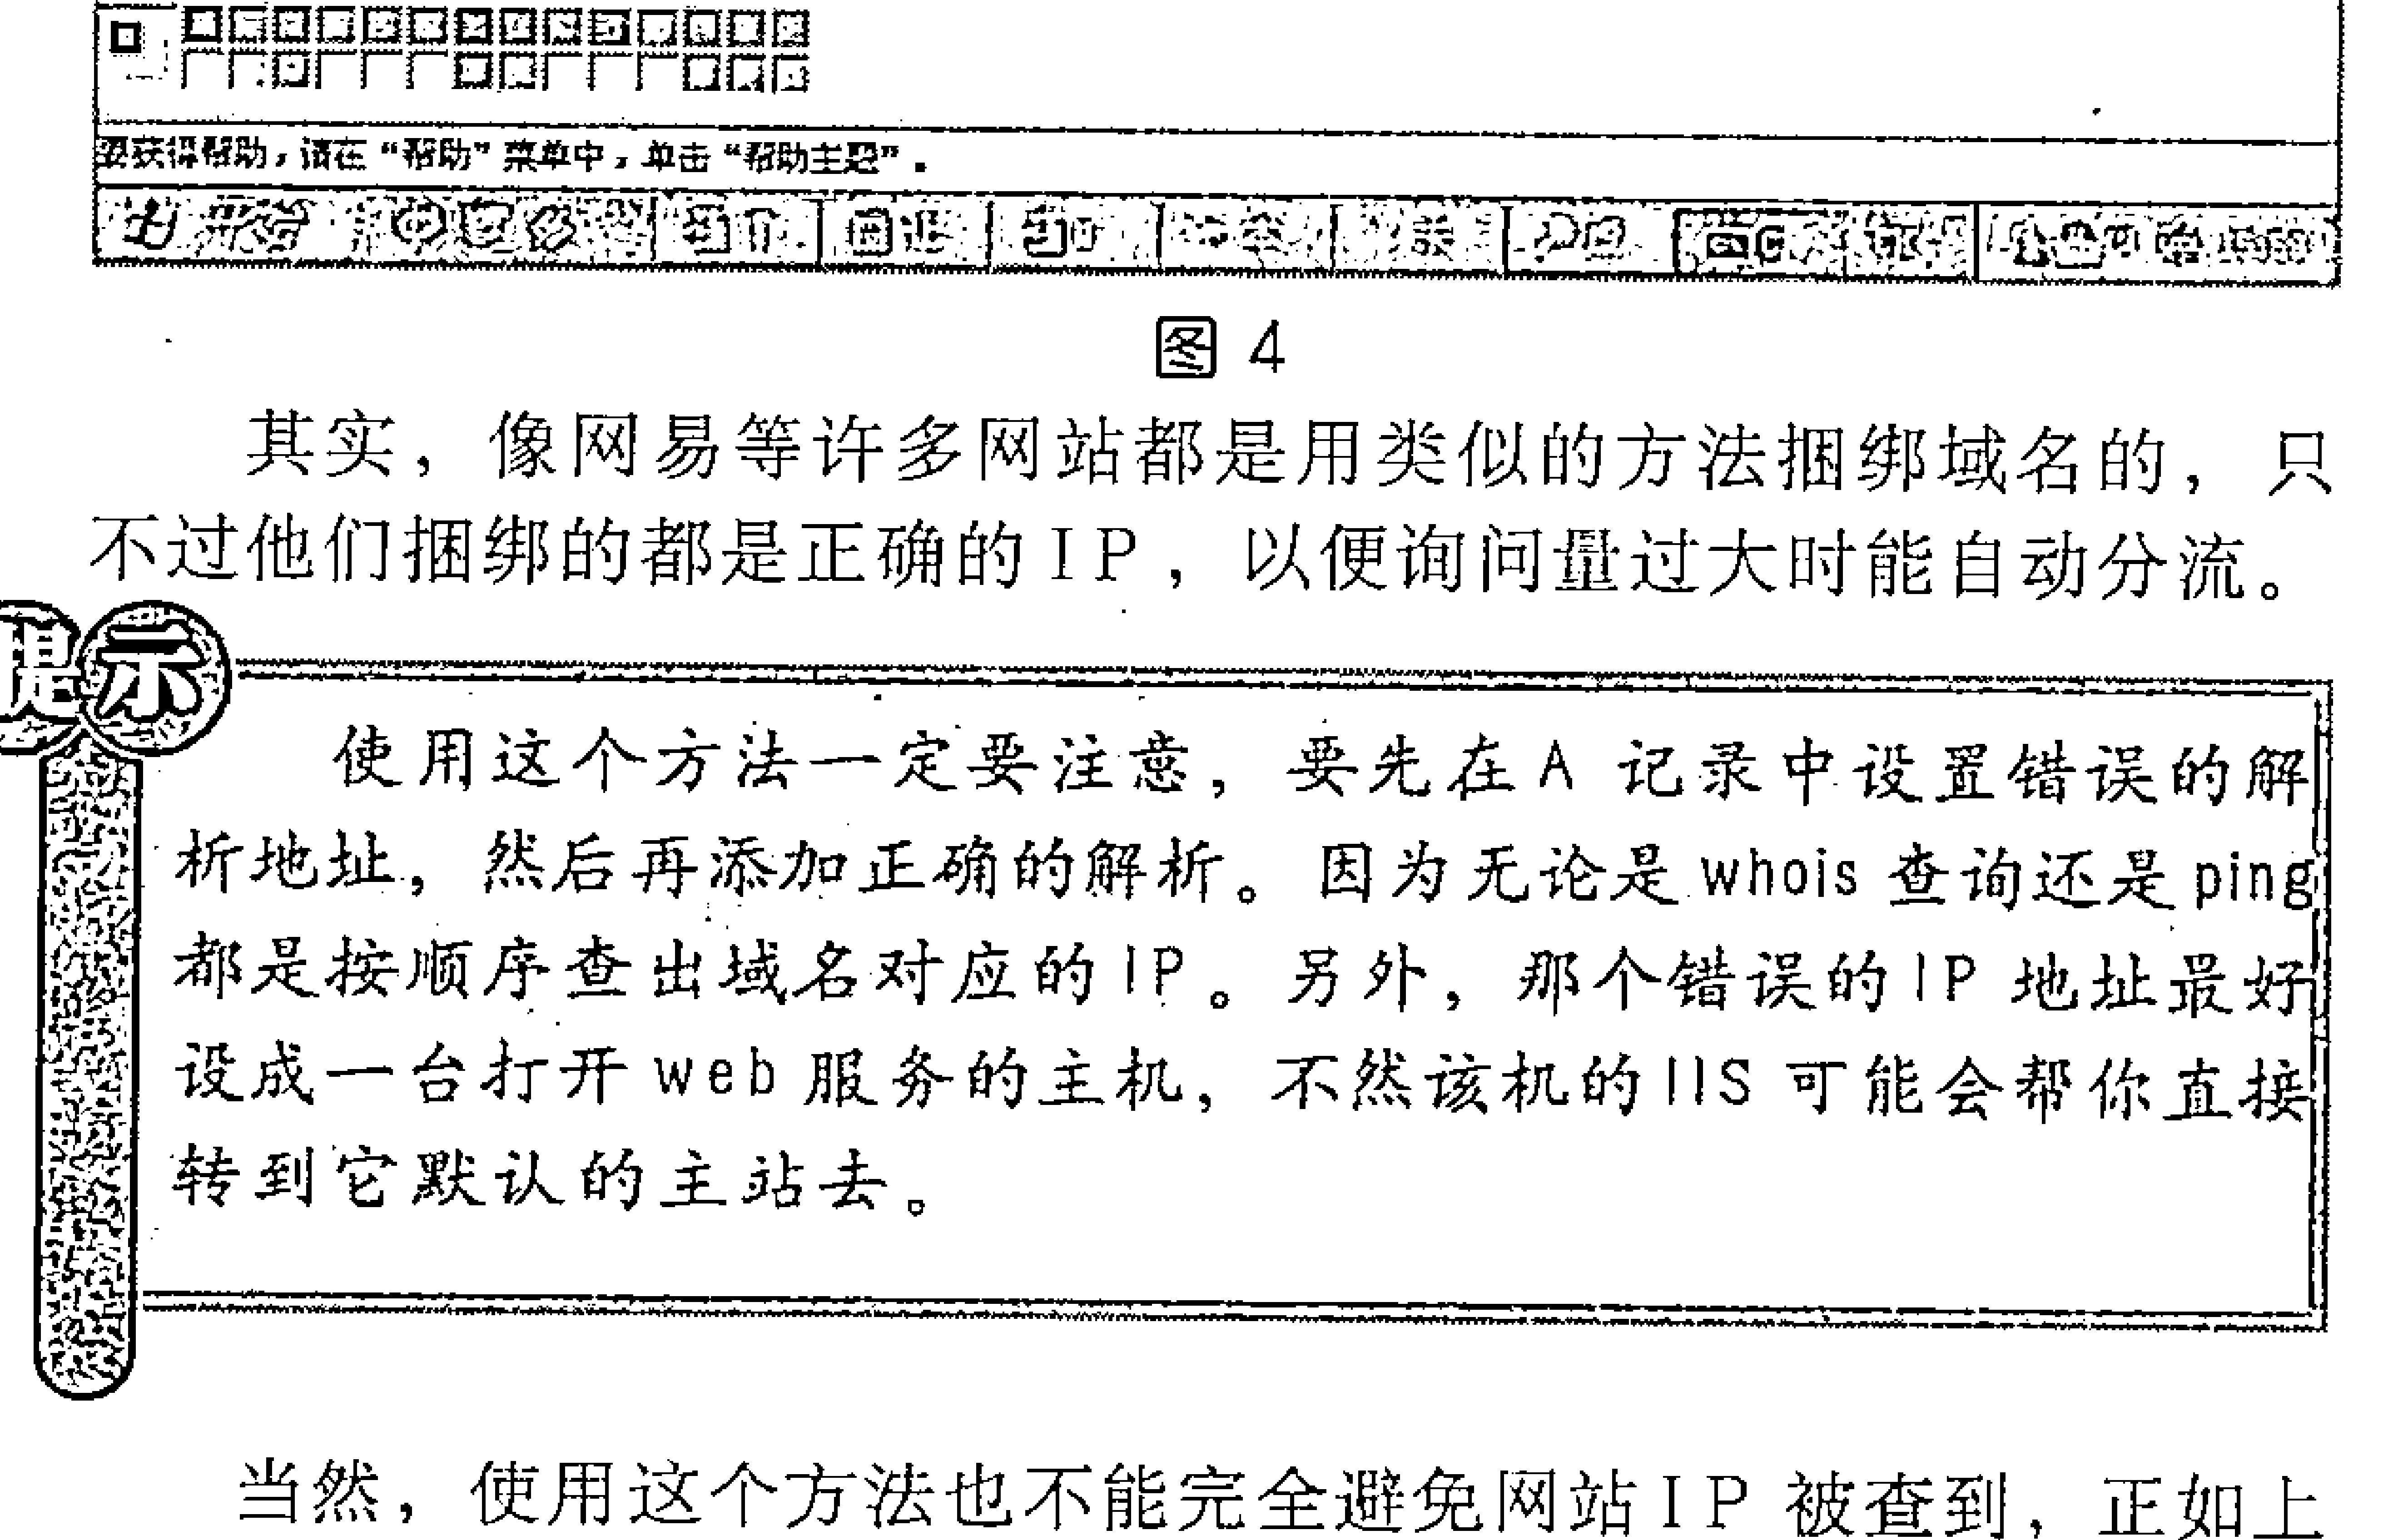 要获得帮助，请在“帮助”菜单中，单击“帮助主题”。
图 4
其实，像网易等许多网站都是用类似的方法捆绑域名的，只
不过他们捆绑的都是正确的IP，以便询问量过大时能自动分流。
提示
使用这个方法一定要注意，要先在A 记录中设置错误的解
析地址，然后再添加正确的解析。因为无论是whois查询还是ping
都是按顺序查出域名对应的IP。另外，那个错误的IP 地址最好
设成一台打开 web 服务的主机，不然该机的IIS 可能会帮你直接
转到它默认的主站去。
当然，使用这个方法也不能完全避免网站IP 被查到，正如上